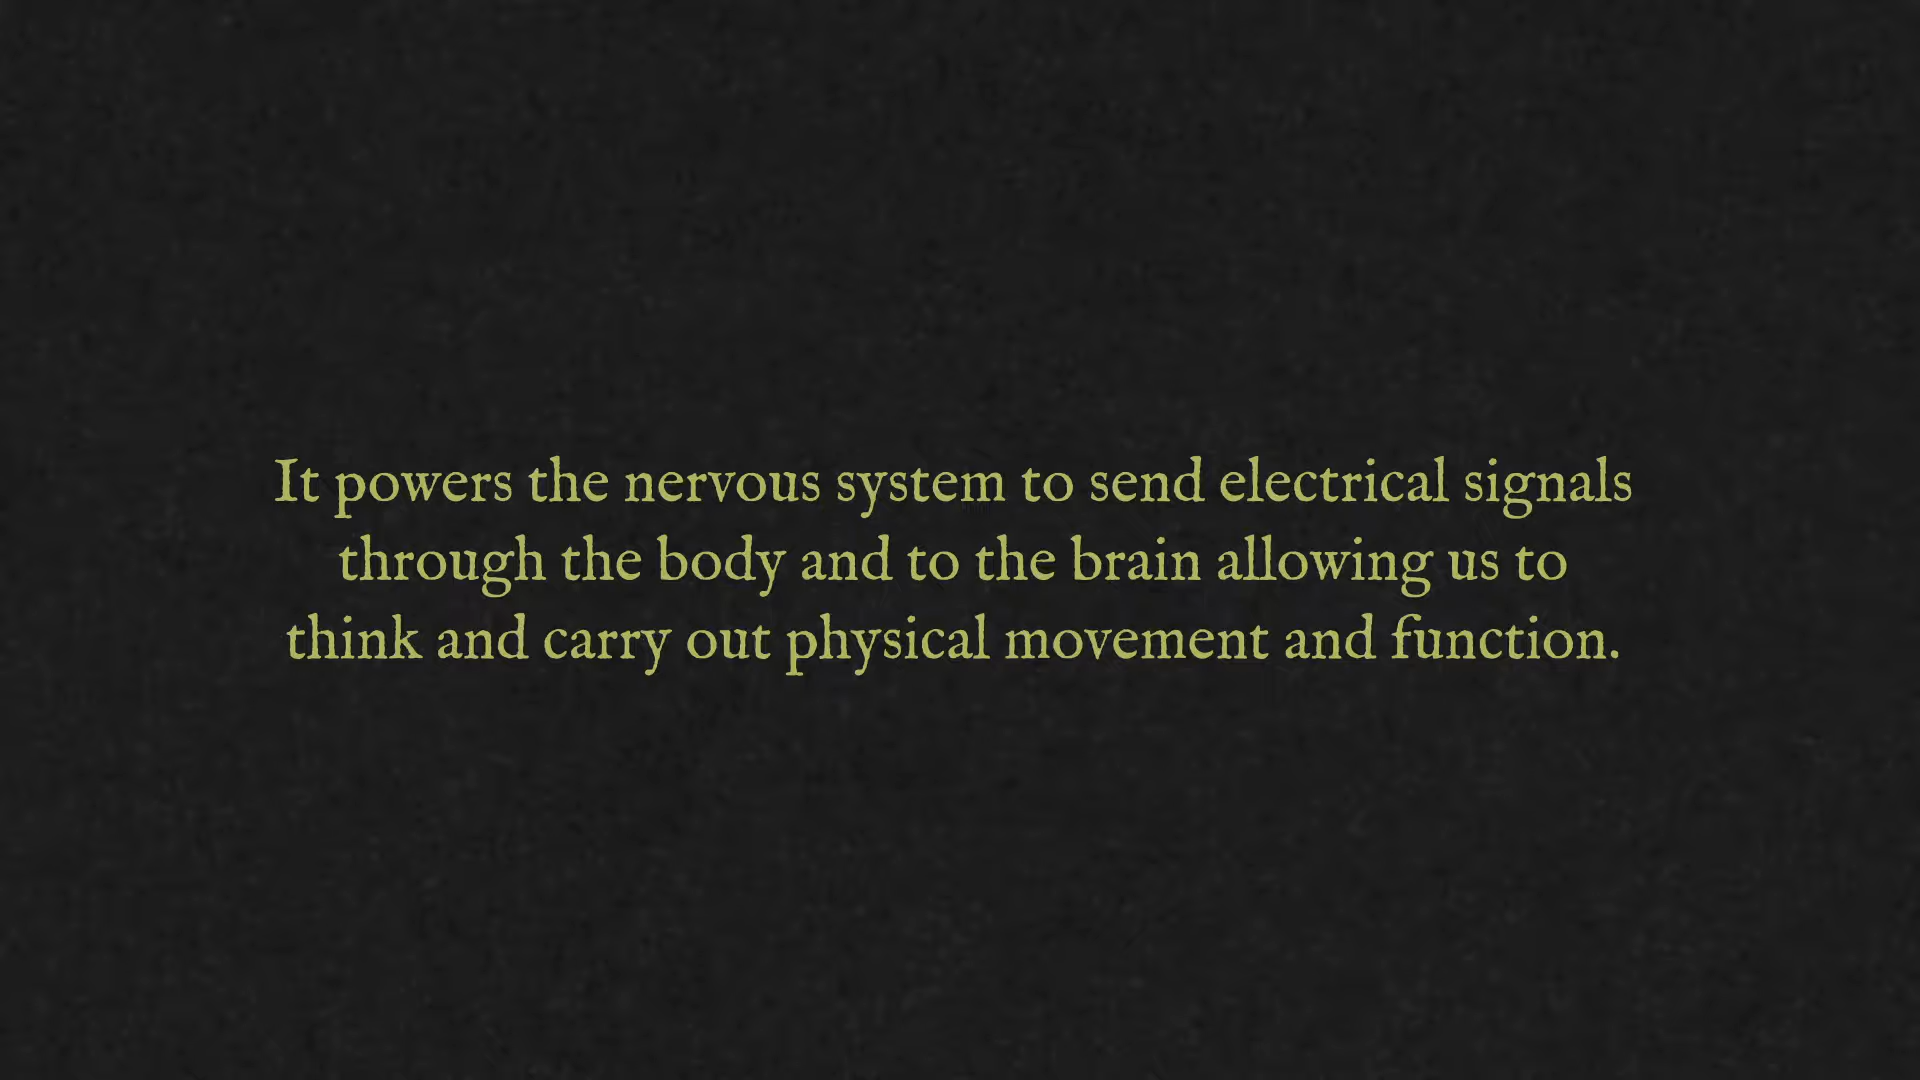 It powers the nervous system to send electrical signals
through the body and to the brain allowing us to
think and carry out physical movement and function.